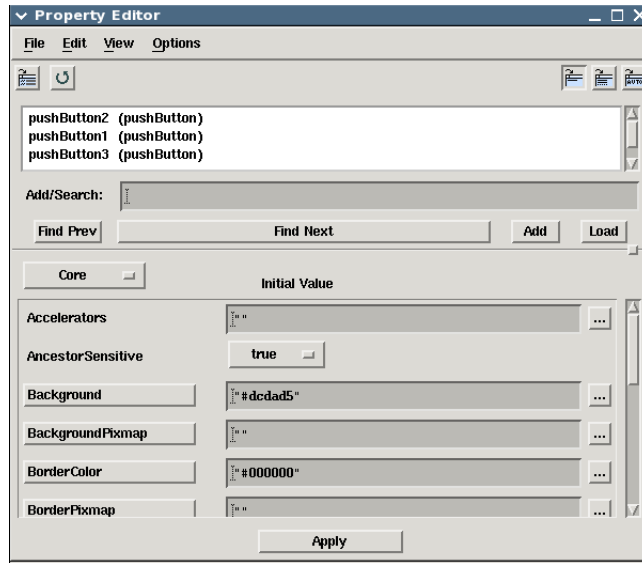 Property Editor
File Edit View Options
AUTO
pushButton2 (pushButton)
pushButton1 (pushButton)
pushButton3 (pushButton)
Add/Search:
Find Prev Find Next Add Load
Core
Initial Value
Accelerators "" ...
AncestorSensitive true
Background "#dcdad5" ...
BackgroundPixmap "" ...
BorderColor "#000000" ...
BorderPixmap "" ...
Apply